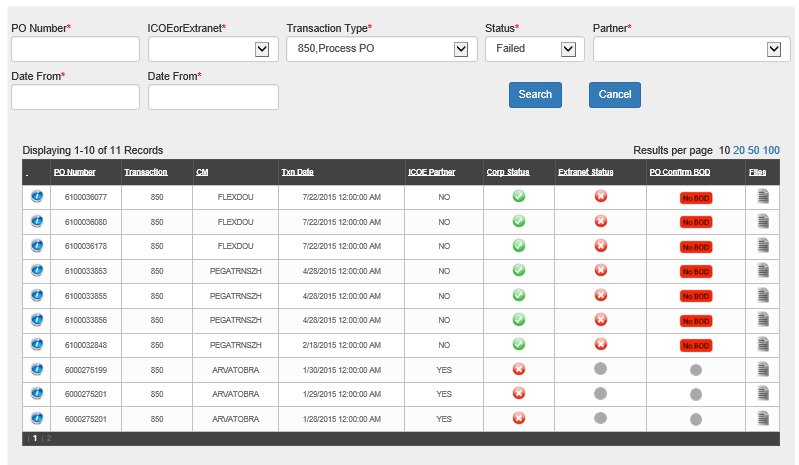 PO Number* ICOEorExtranet* Transaction Type* Status* Partner*
850,Process PO Failed
Date From* Date From*
Search Cancel
Displaying 1-10 of 11 Records Results per page 10 20 50 100
. PO Number Transaction CM Txn Date ICOE Partner Corp Status Extranet Status PO Confirm BOD Files
6100036077 850 FLEXDOU 7/22/2015 12:00:00 AM NO No BOD
6100036080 850 FLEXDOU 7/22/2015 12:00:00 AM NO No BOD
6100036178 850 FLEXDOU 7/22/2015 12:00:00 AM NO No BOD
6100033853 850 PEGATRNSZH 4/28/2015 12:00:00 AM NO No BOD
6100033855 850 PEGATRNSZH 4/28/2015 12:00:00 AM NO No BOD
6100033856 850 PEGATRNSZH 4/28/2015 12:00:00 AM NO No BOD
6100032848 850 PEGATRNSZH 2/18/2015 12:00:00 AM NO No BOD
6000275199 850 ARVATOBRA 1/30/2015 12:00:00 AM YES
6000275201 850 ARVATOBRA 1/29/2015 12:00:00 AM YES
6000275201 850 ARVATOBRA 1/28/2015 12:00:00 AM YES
| 1 | 2